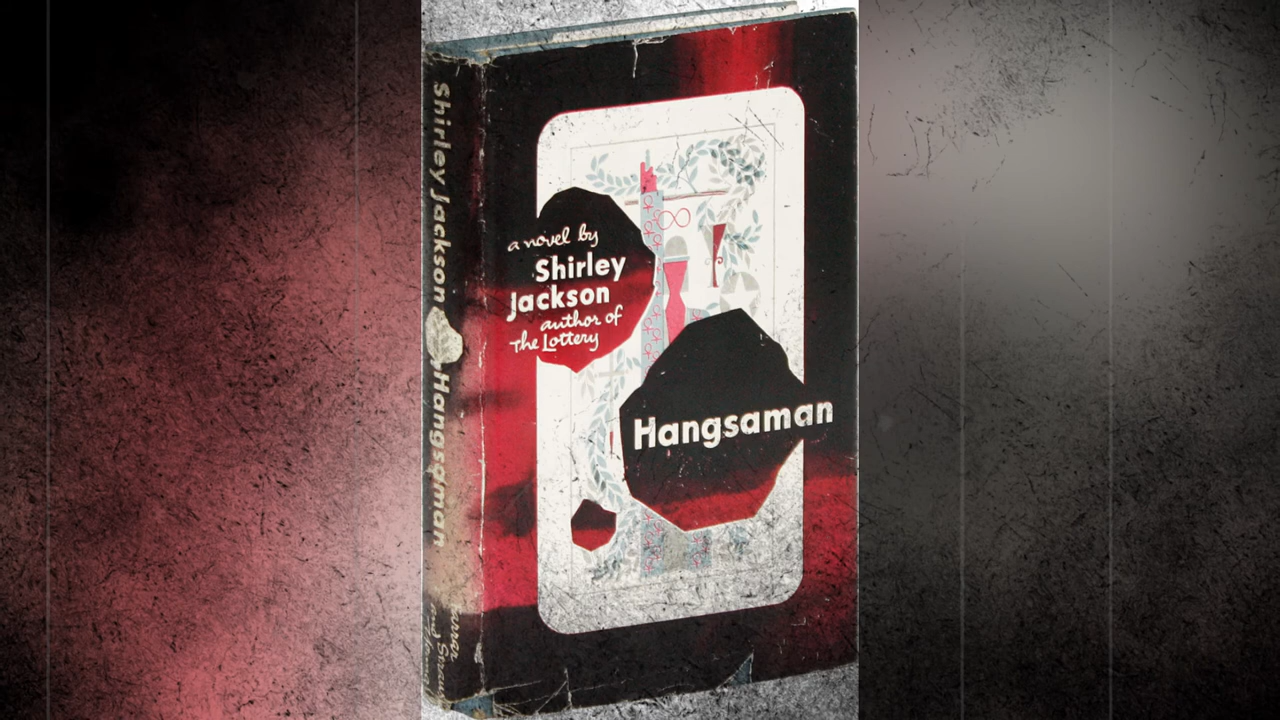 Shirley Jackson Hangsaman
a novel by
Shirley
Jackson
author of
The Lottery
Hangsaman